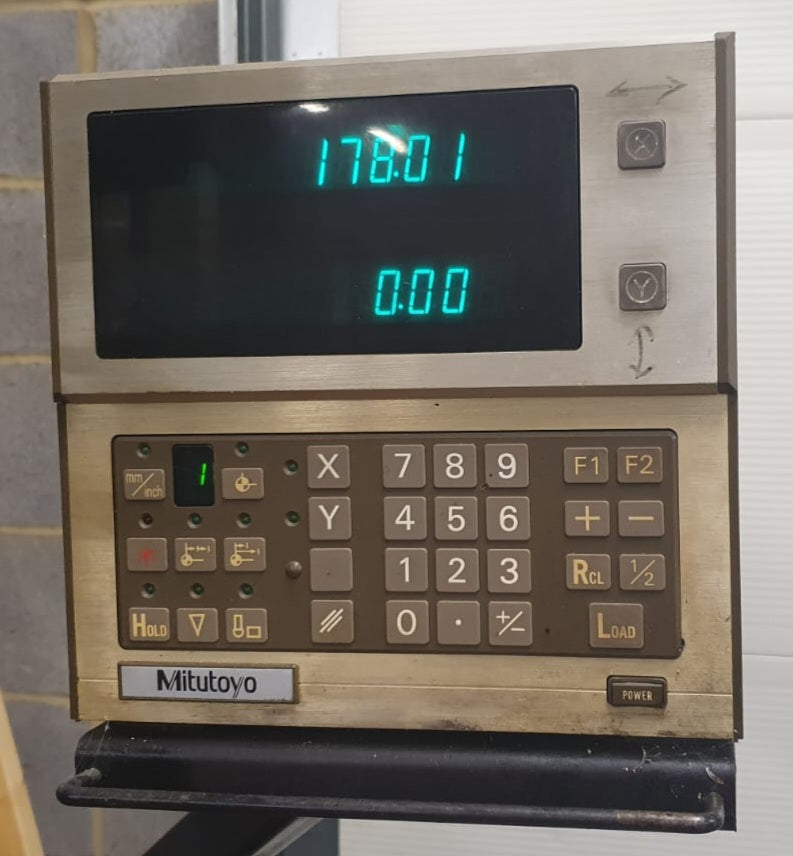 178.01
X
0.00
Y
mm/inch
1
X 7 8 9 F1 F2
Y 4 5 6 + −
1 2 3 RCL 1/2
HOLD 0 · +/− LOAD
Mitutoyo
POWER